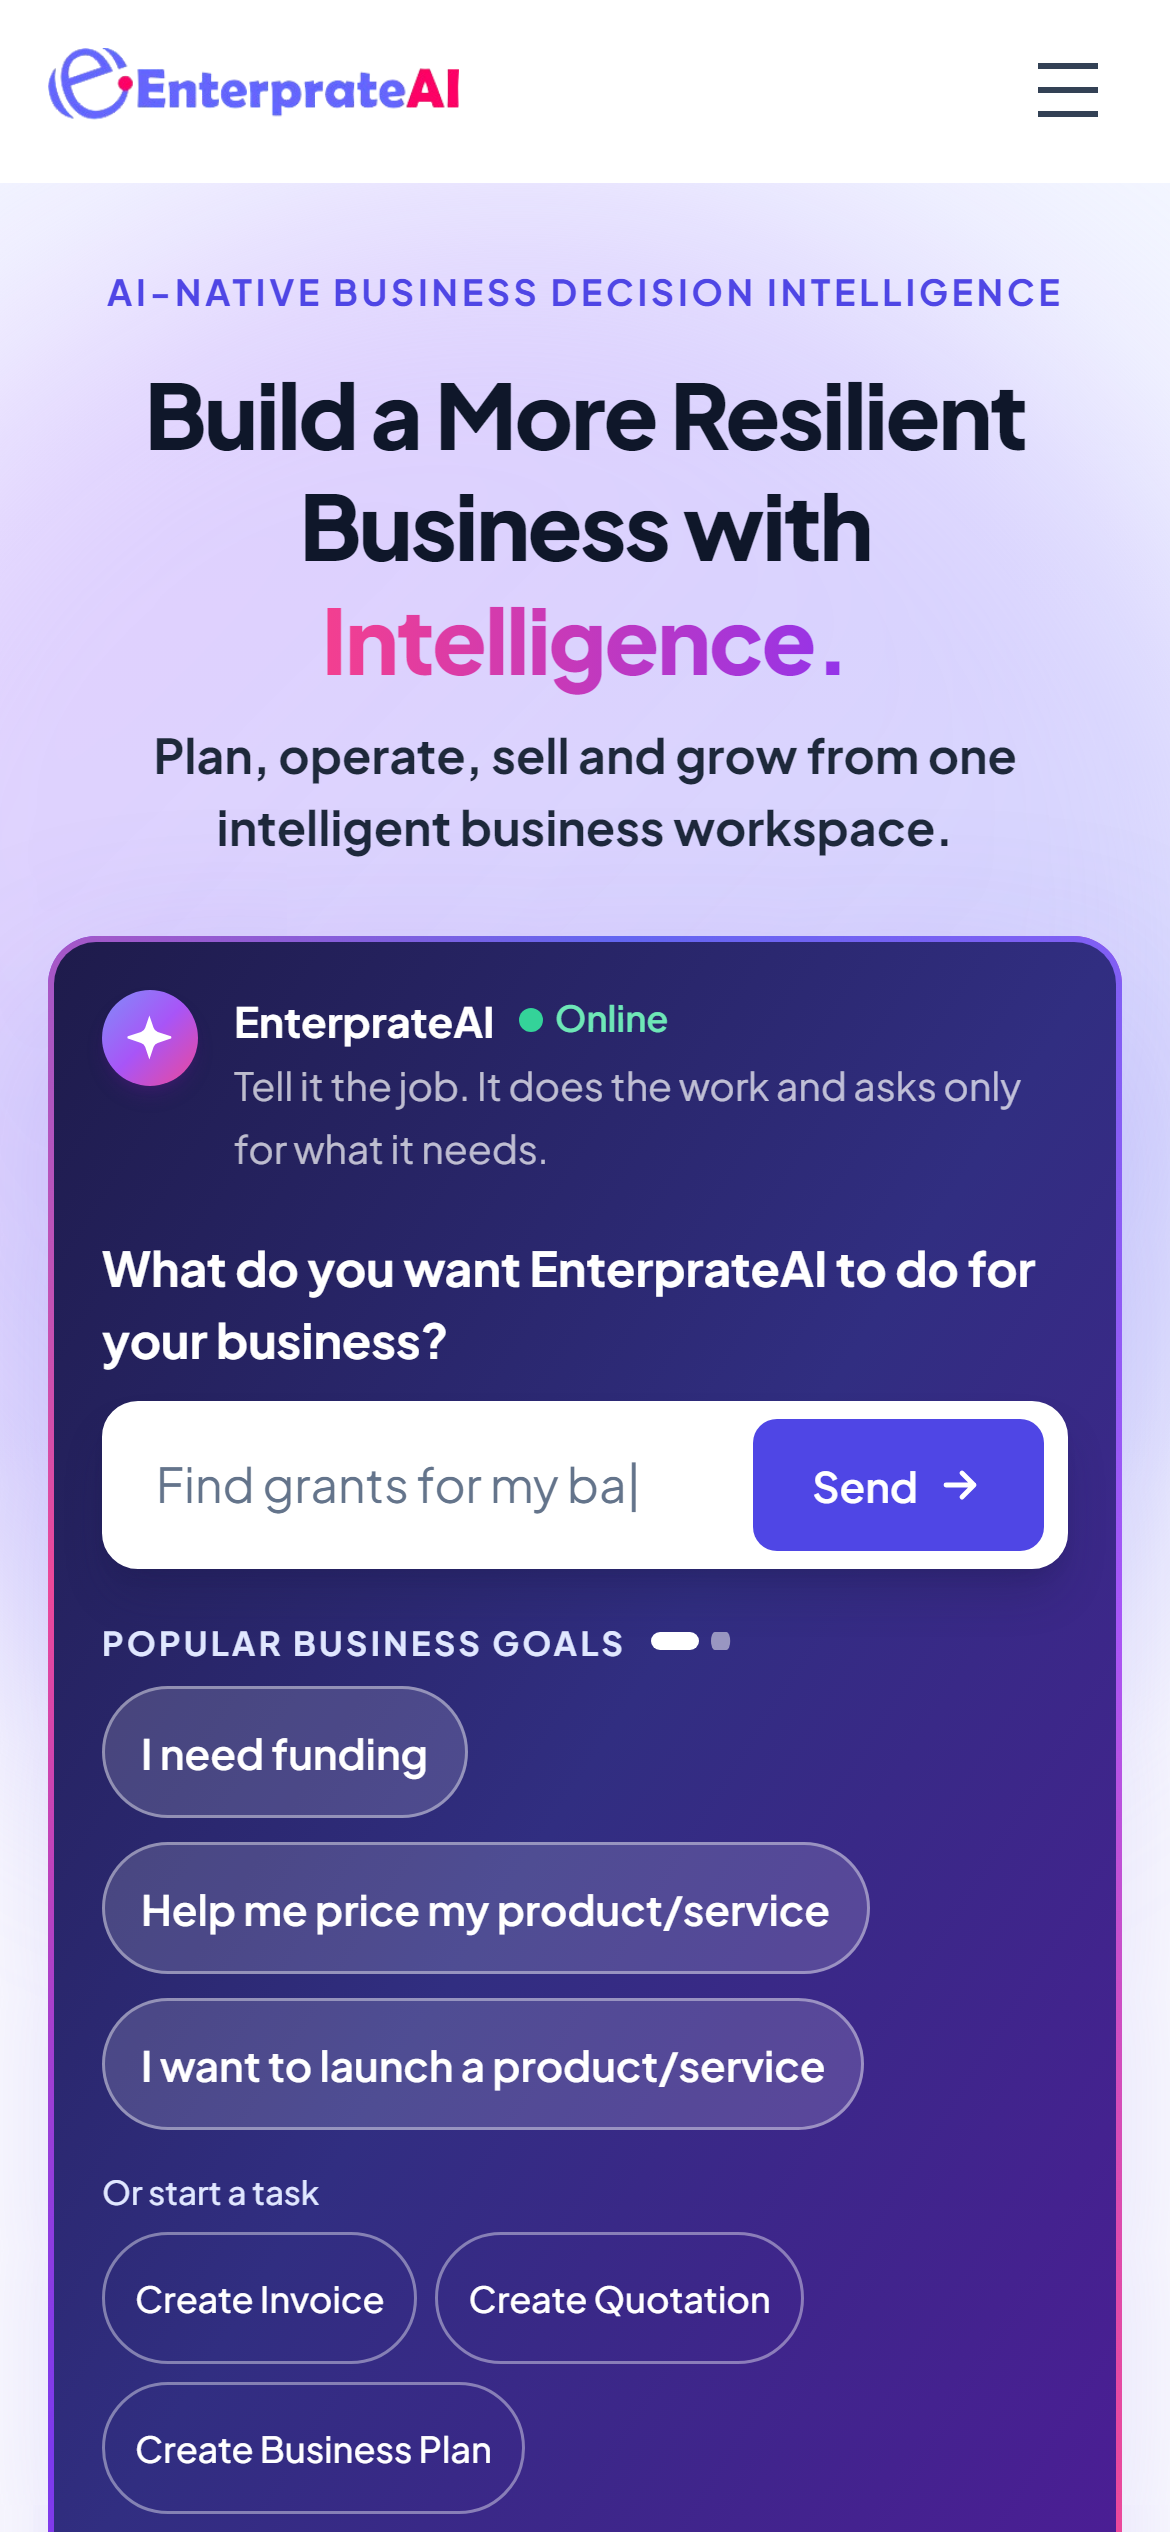 EnterprateAI
AI-NATIVE BUSINESS DECISION INTELLIGENCE
Build a More Resilient
Business with
Intelligence.
Plan, operate, sell and grow from one
intelligent business workspace.
EnterprateAI Online
Tell it the job. It does the work and asks only
for what it needs.
What do you want EnterprateAI to do for
your business?
Find grants for my ba|
Send →
POPULAR BUSINESS GOALS
I need funding
Help me price my product/service
I want to launch a product/service
Or start a task
Create Invoice
Create Quotation
Create Business Plan